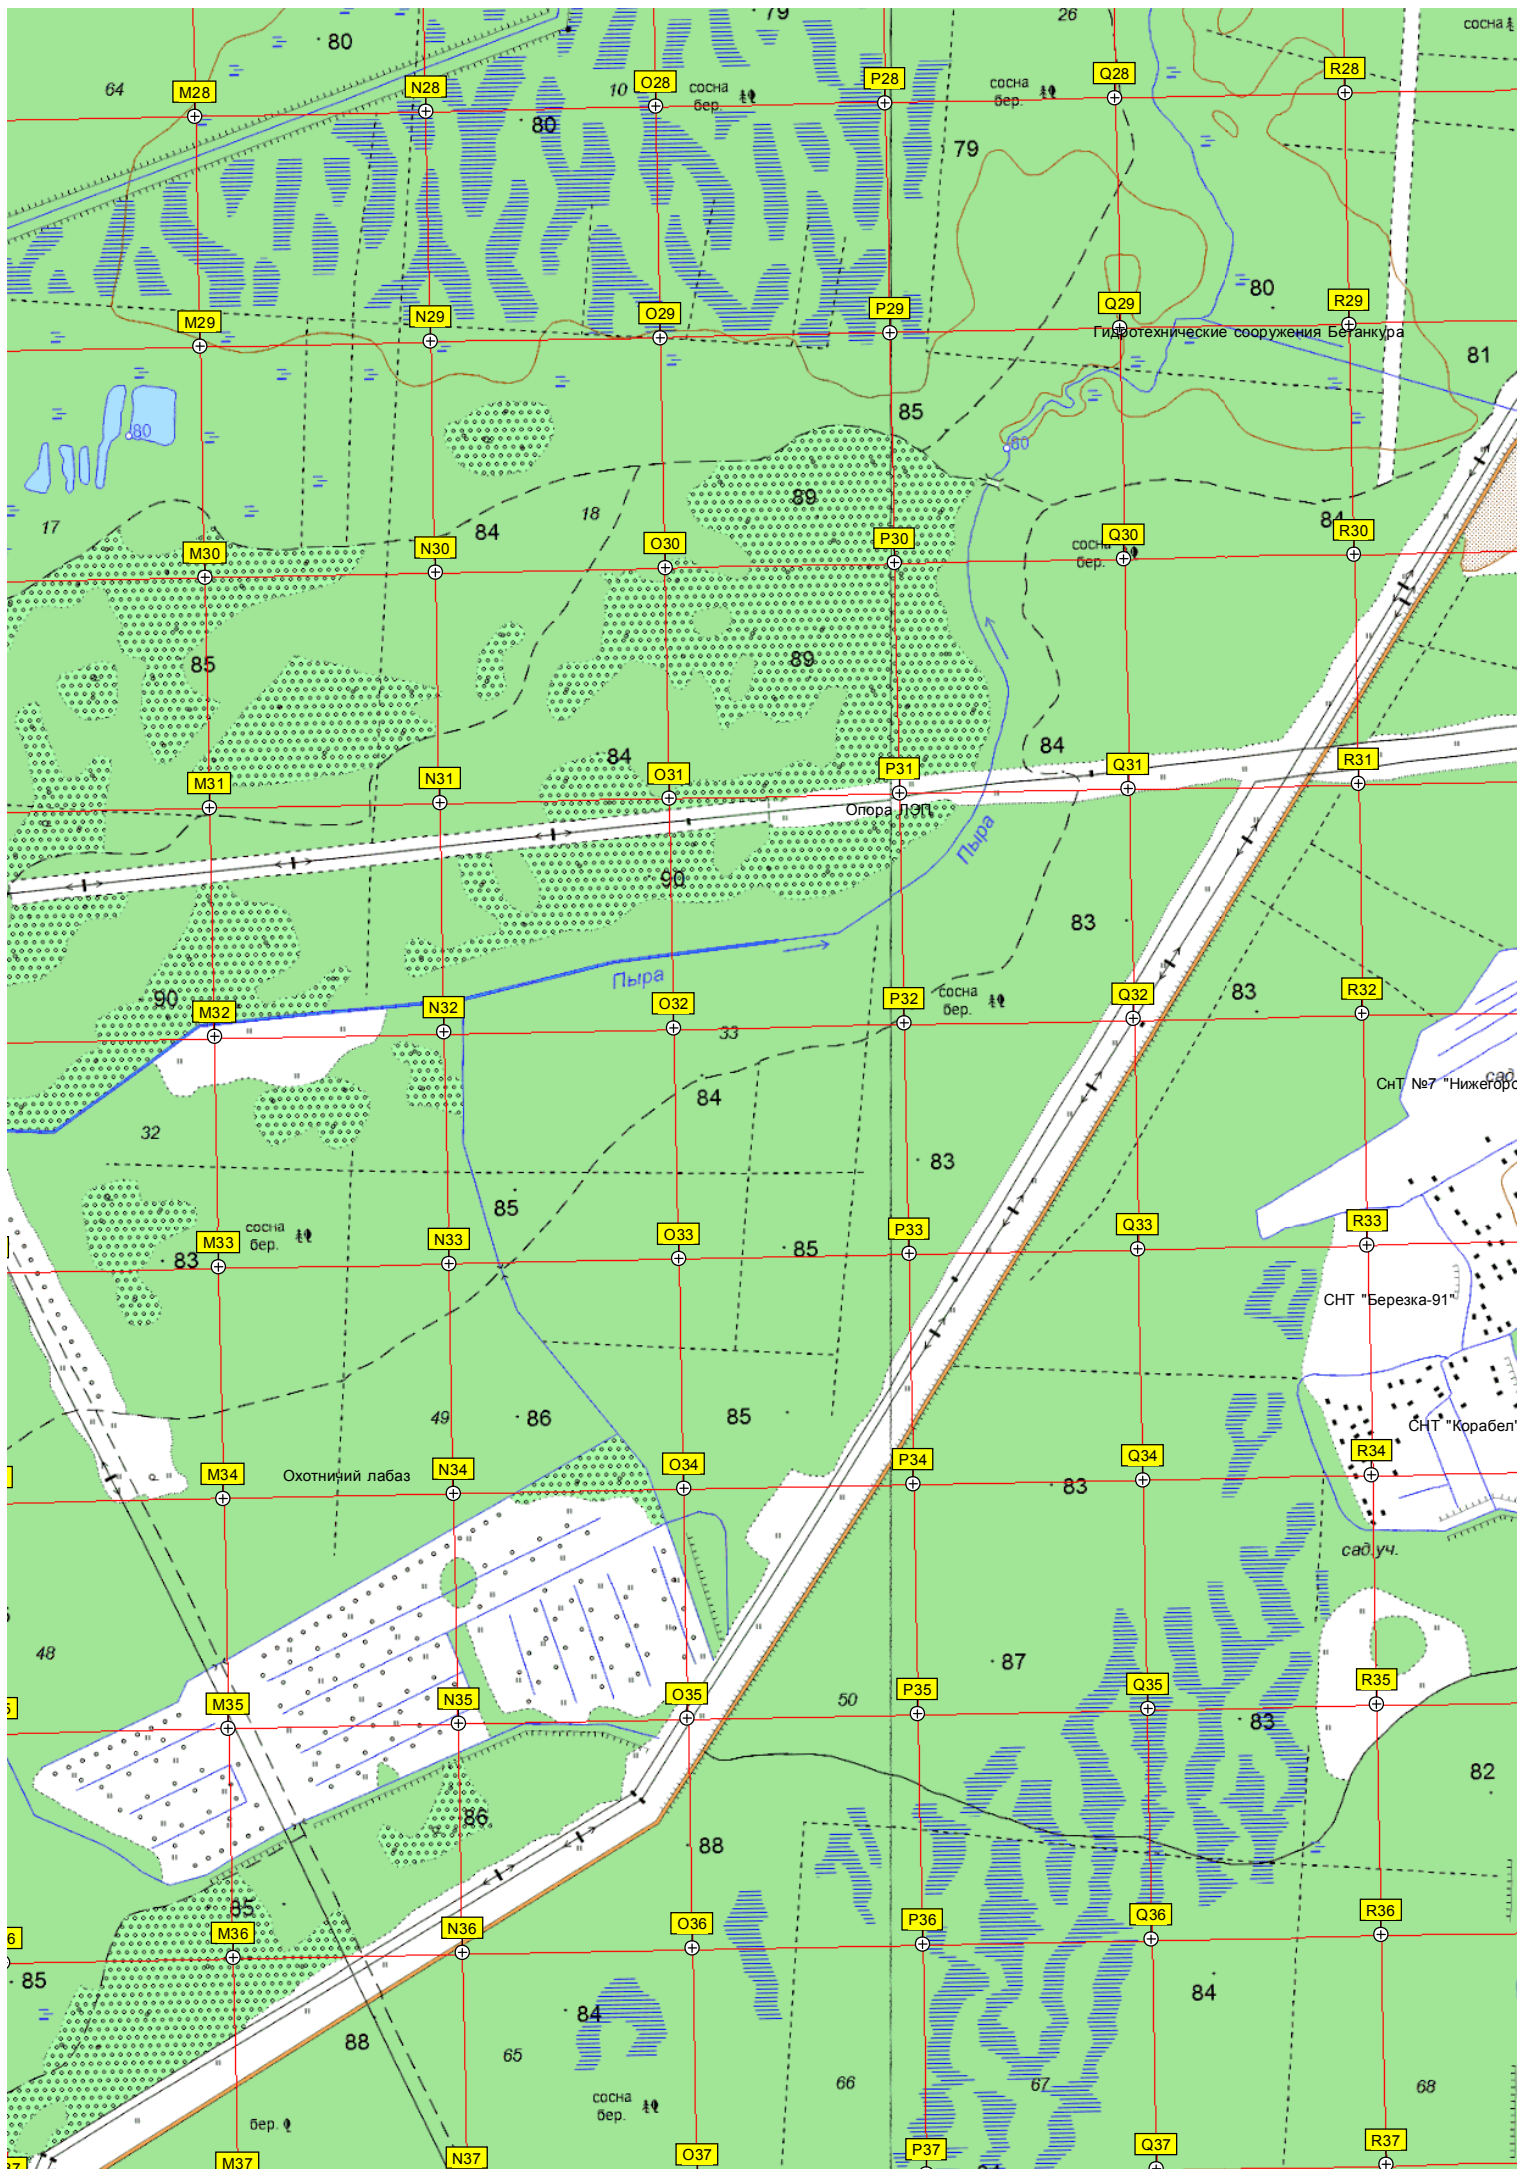 79
26
сосна
80
64
M28
N28
10
O28
сосна
бер.
P28
сосна
бер.
Q28
R28
80
79
M29
N29
O29
P29
Q29
80
R29
Гидротехнические сооружения Бетанкура
81
80
85
80
17
18
84
89
84
M30
N30
O30
P30
сосна
бер.
Q30
R30
85
89
84
84
M31
N31
O31
P31
Q31
R31
Опора ЛЭП
Пыра
90
83
Пыра
90
M32
N32
O32
33
P32
сосна
бер.
Q32
83
R32
сад
СнТ №7 "Нижегоро
84
32
83
85
M33
сосна
бер.
83
N33
O33
85
P33
Q33
R33
СНТ "Березка-91"
49
86
85
СНТ "Корабел"
M34
Охотничий лабаз
N34
O34
P34
83
Q34
R34
сад.уч.
48
87
5
M35
N35
O35
50
P35
Q35
83
R35
82
86
88
85
6
M36
N36
O36
P36
Q36
R36
85
84
84
88
65
66
67
68
сосна
бер.
бер.
37
M37
N37
O37
P37
Q37
R37